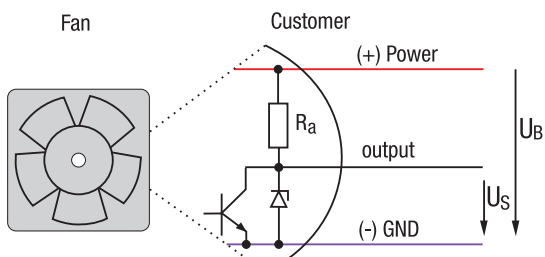 Fan
Customer
(+) Power
Ra
UB
output
US
(-) GND